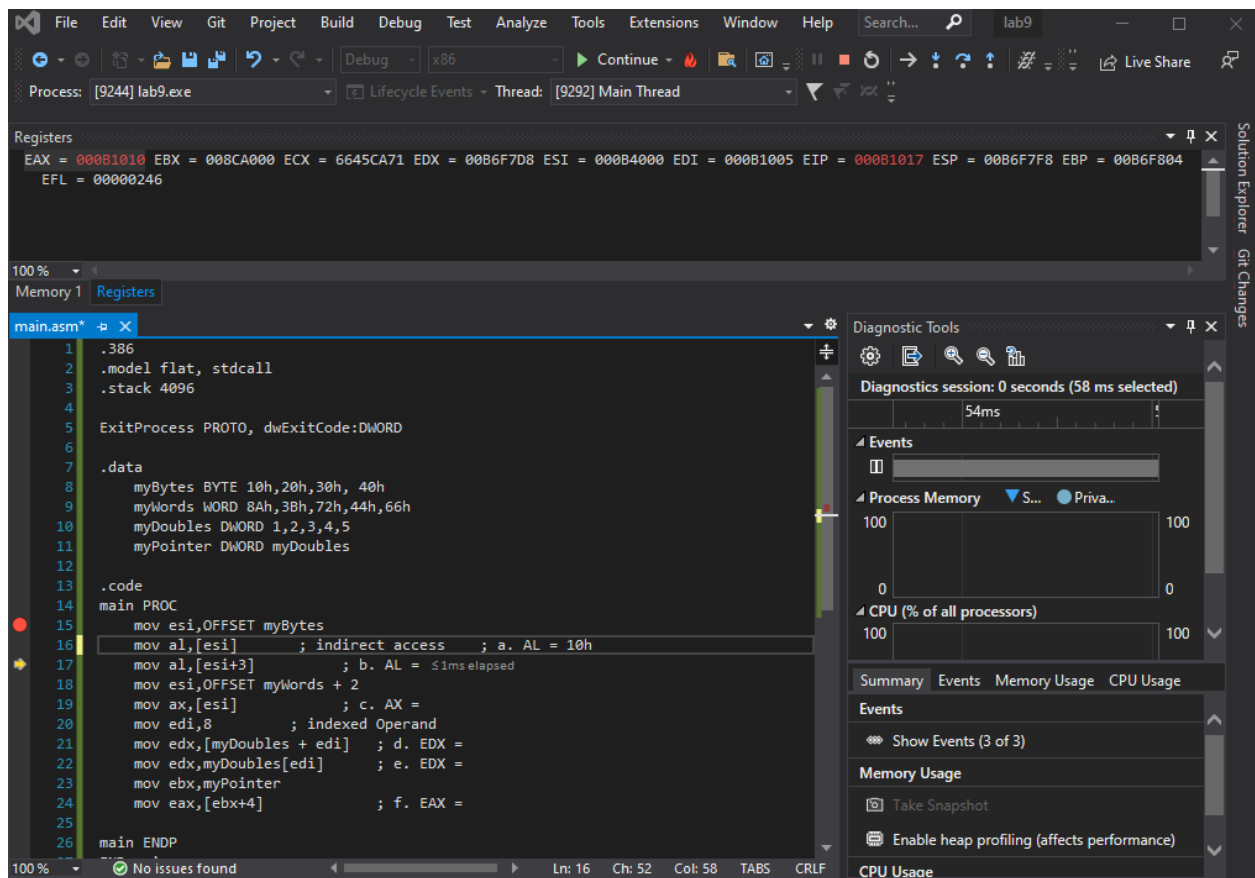 File Edit View Git Project Build Debug Test Analyze Tools Extensions Window Help Search... lab9
Debug x86 Continue Live Share
Process: [9244] lab9.exe Lifecycle Events Thread: [9292] Main Thread
Registers
EAX = 000B1010 EBX = 008CA000 ECX = 6645CA71 EDX = 00B6F7D8 ESI = 000B4000 EDI = 000B1005 EIP = 000B1017 ESP = 00B6F7F8 EBP = 00B6F804
EFL = 00000246
100 %
Memory 1 Registers
Solution Explorer
Git Changes
main.asm*
1 .386
2 .model flat, stdcall
3 .stack 4096
4
5 ExitProcess PROTO, dwExitCode:DWORD
6
7 .data
8 myBytes BYTE 10h,20h,30h, 40h
9 myWords WORD 8Ah,3Bh,72h,44h,66h
10 myDoubles DWORD 1,2,3,4,5
11 myPointer DWORD myDoubles
12
13 .code
14 main PROC
15 mov esi,OFFSET myBytes
16 mov al,[esi] ; indirect access ; a. AL = 10h
17 mov al,[esi+3] ; b. AL = ≤1ms elapsed
18 mov esi,OFFSET myWords + 2
19 mov ax,[esi] ; c. AX =
20 mov edi,8 ; indexed Operand
21 mov edx,[myDoubles + edi] ; d. EDX =
22 mov edx,myDoubles[edi] ; e. EDX =
23 mov ebx,myPointer
24 mov eax,[ebx+4] ; f. EAX =
25
26 main ENDP
100 % No issues found Ln: 16 Ch: 52 Col: 58 TABS CRLF
Diagnostic Tools
Diagnostics session: 0 seconds (58 ms selected)
54ms
Events
Process Memory S... Priva...
100 100
0 0
CPU (% of all processors)
100 100
Summary Events Memory Usage CPU Usage
Events
Show Events (3 of 3)
Memory Usage
Take Snapshot
Enable heap profiling (affects performance)
CPU Usage